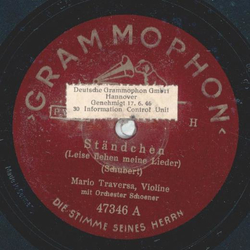 GRAMMOPHON
Deutsche Grammophon GmbH
Hannover
Genehmigt 17. 6. 46
30 Information Control Unit
H
Ständchen
(Leise flehen meine Lieder)
(Schubert)
Mario Traversa, Violine
mit Orchester Schoener
47346 A
DIE STIMME SEINES HERRN